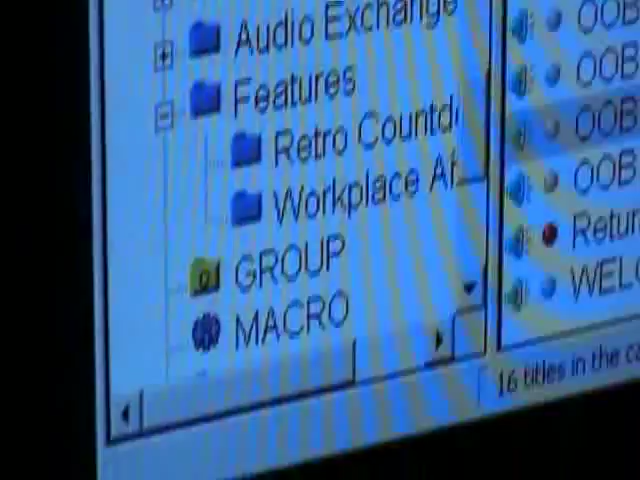 Audio Exchange
Features
Retro Countd
Workplace Af
GROUP
MACRO
OOB
OOB
OOB
OOB
Retur
WELC
16 titles in the ca